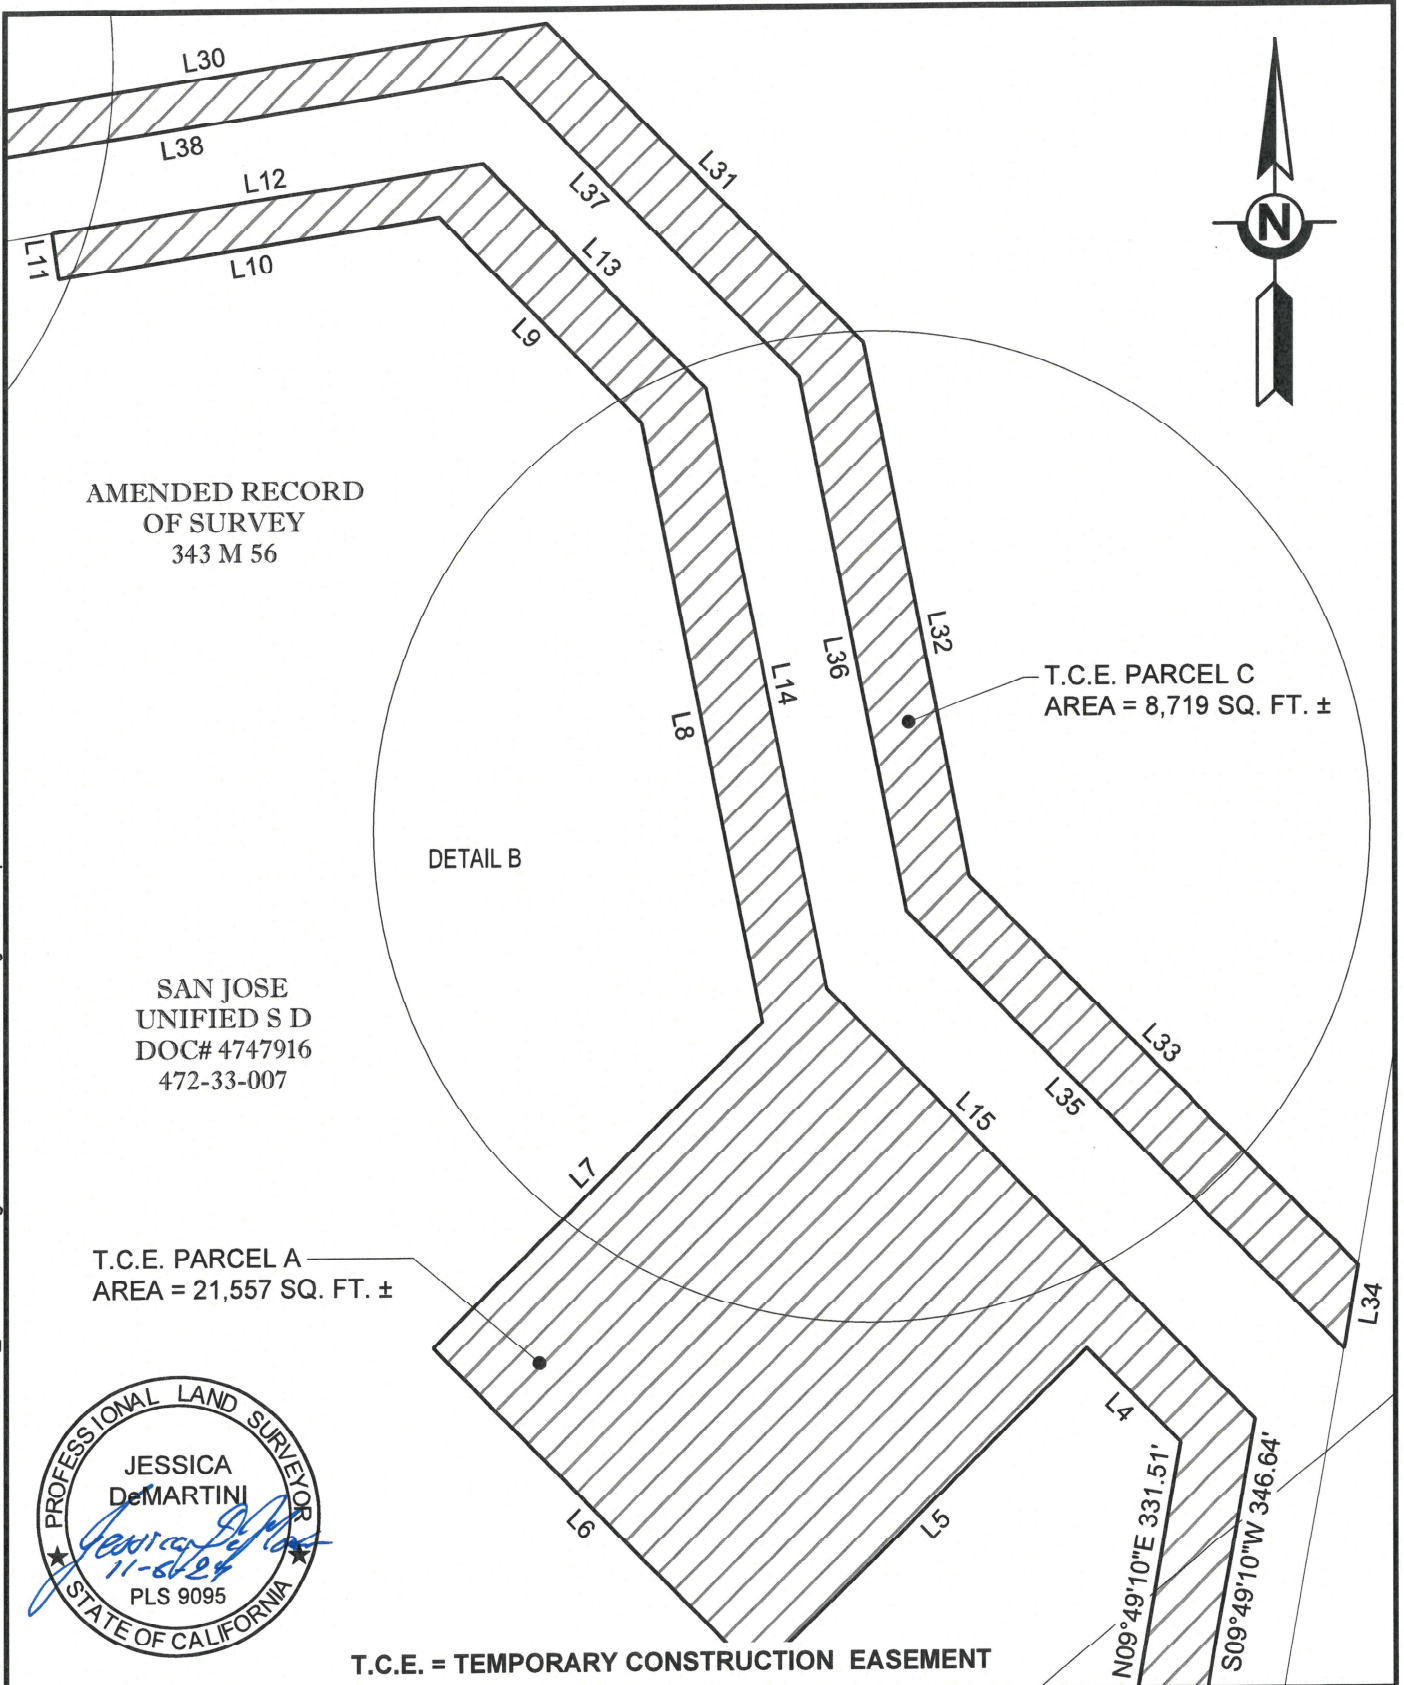 L30
L38
L12
L11
L10
L31
L37
L13
L9
N
AMENDED RECORD
OF SURVEY
343 M 56
L32
L36
L14
L8
T.C.E. PARCEL C
AREA = 8,719 SQ. FT. ±
DETAIL B
SAN JOSE
UNIFIED S D
DOC# 4747916
472-33-007
L33
L35
L15
L7
T.C.E. PARCEL A
AREA = 21,557 SQ. FT. ±
L34
L4
L5
L6
N09°49'10"E 331.51'
S09°49'10"W 346.64'
PROFESSIONAL LAND SURVEYOR
JESSICA
DeMARTINI
PLS 9095
STATE OF CALIFORNIA
T.C.E. = TEMPORARY CONSTRUCTION EASEMENT